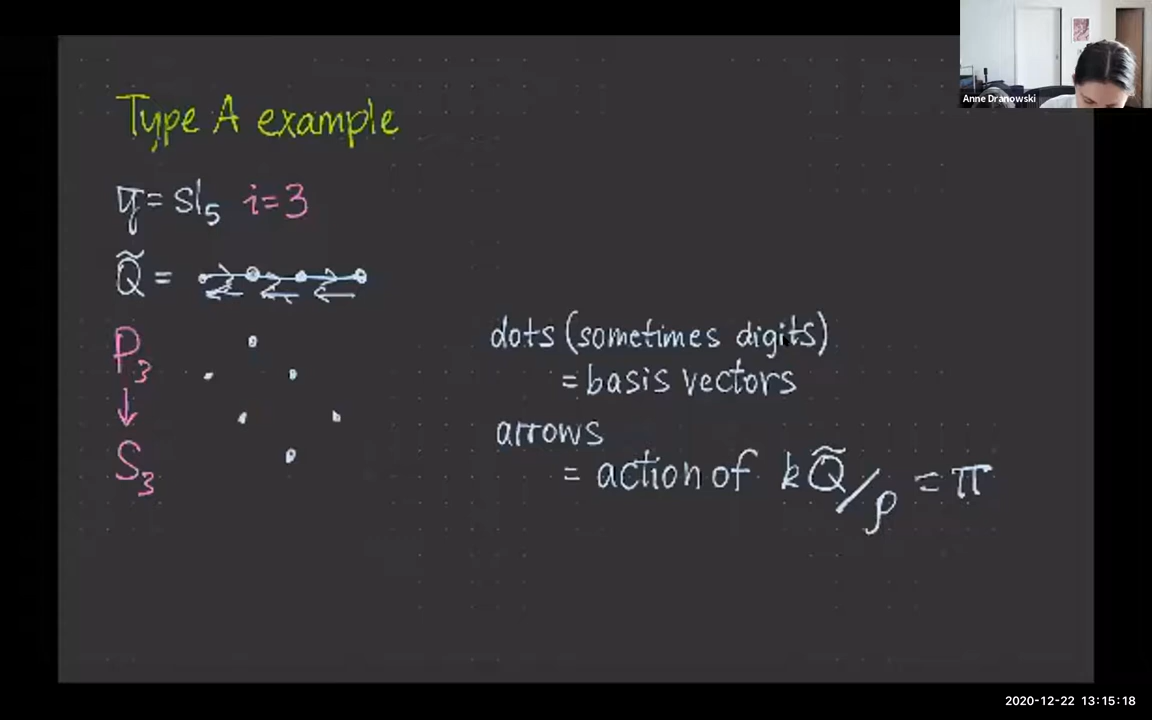 Anne Dranowski
Type A example
𝔤 = sl₅ i = 3
Q̃ =
P₃
↓
S₃
dots (sometimes digits)
= basis vectors
arrows
= action of kQ̃/ρ = π
2020-12-22 13:15:18